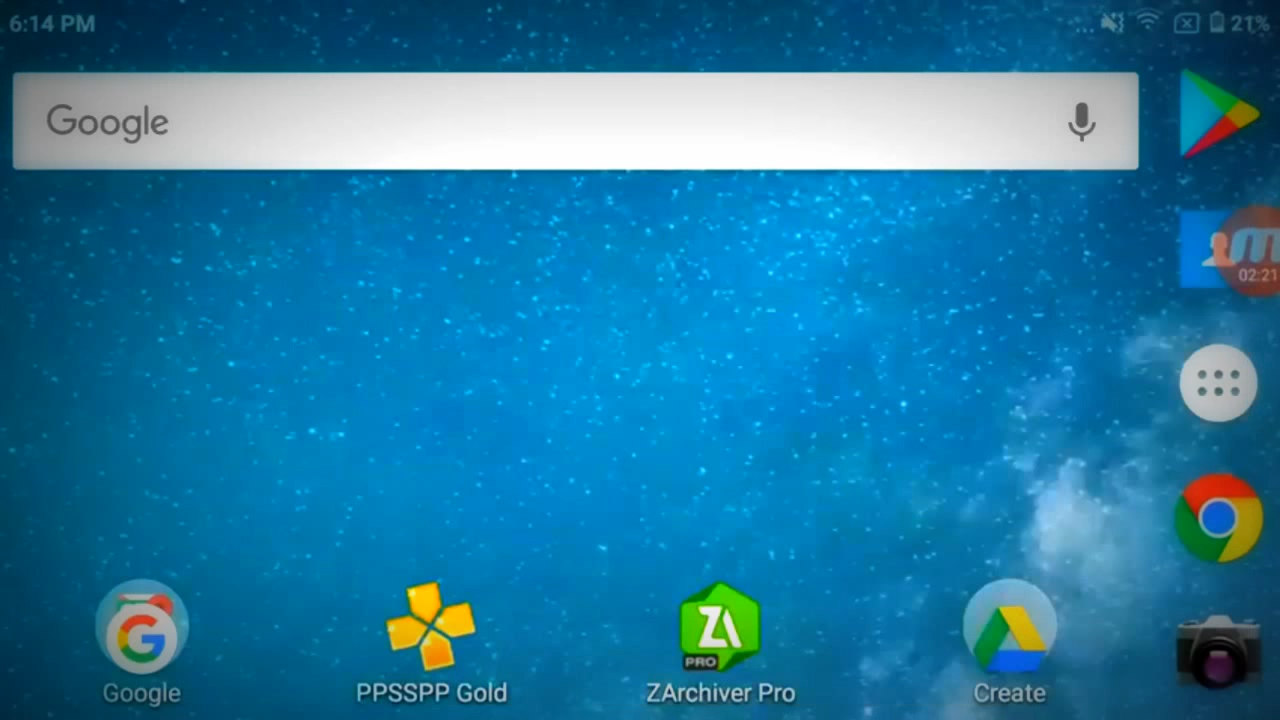 6:14 PM
21%
Google
02:21
PRO
Google
PPSSPP Gold
ZArchiver Pro
Create